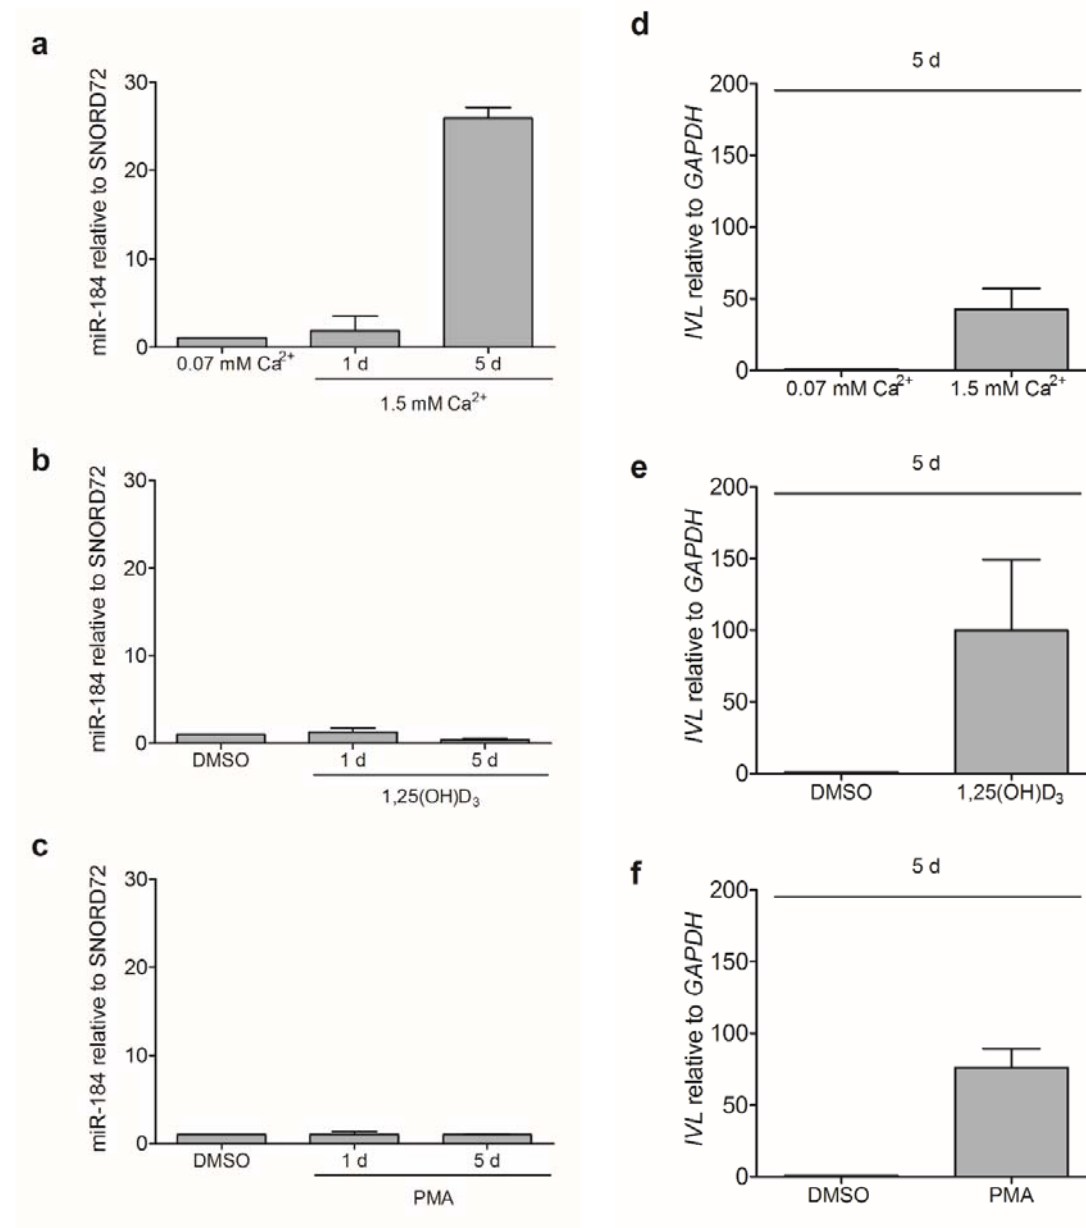 a
miR-184 relative to SNORD72
30
20
10
0
0.07 mM Ca²⁺
1 d
5 d
1.5 mM Ca²⁺
b
miR-184 relative to SNORD72
30
20
10
0
DMSO
1 d
5 d
1,25(OH)D₃
c
miR-184 relative to SNORD72
30
20
10
0
DMSO
1 d
5 d
PMA
d
5 d
IVL relative to GAPDH
200
150
100
50
0
0.07 mM Ca²⁺
1.5 mM Ca²⁺
e
5 d
IVL relative to GAPDH
200
150
100
50
0
DMSO
1,25(OH)D₃
f
5 d
IVL relative to GAPDH
200
150
100
50
0
DMSO
PMA